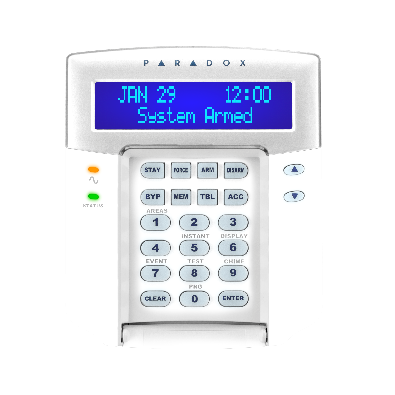 PARADOX
JAN 29 12:00
System Armed
STAY FORCE ARM DISARM
BYP MEM TBL ACC
STATUS
AREAS
1 2 3
INSTANT DISPLAY
4 5 6
EVENT TEST CHIME
7 8 9
PRG
CLEAR 0 ENTER